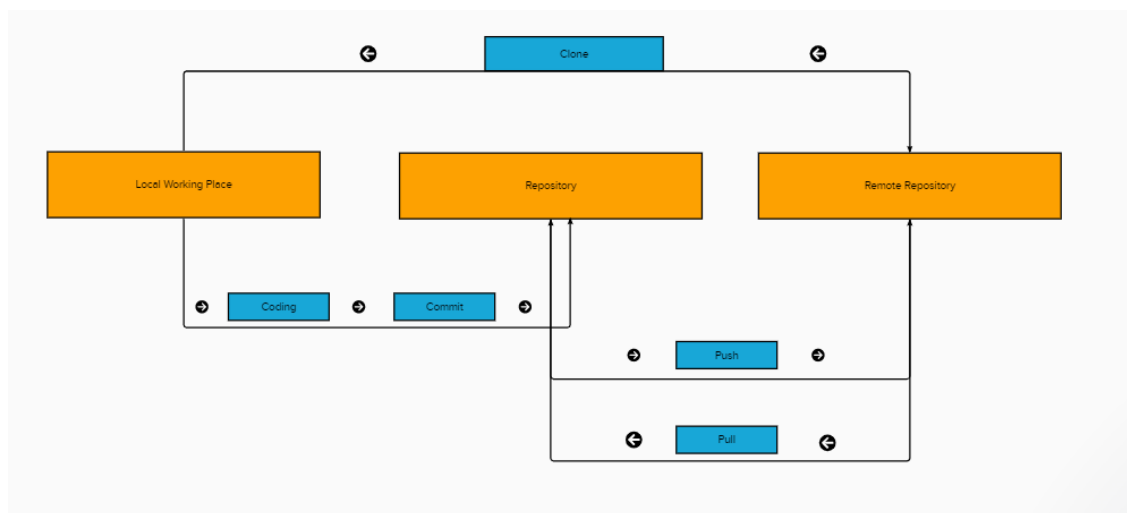 Clone
Local Working Place
Repository
Remote Repository
Coding
Commit
Push
Pull